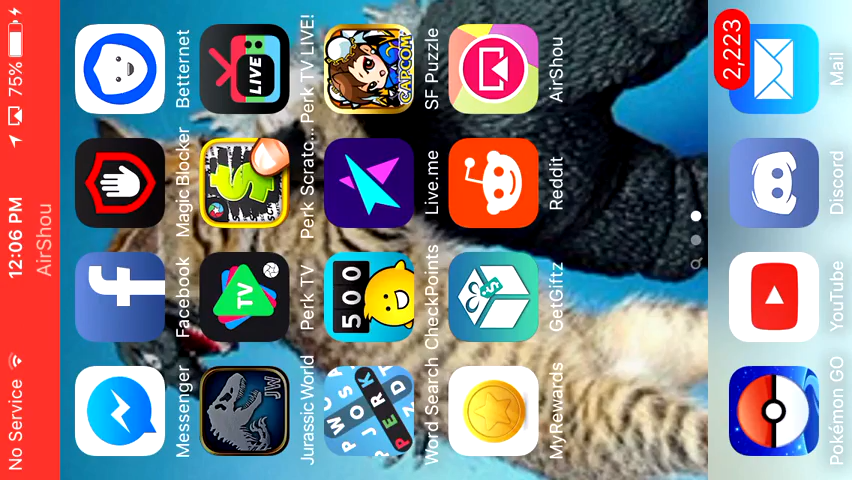 No Service 12:06 PM 75%
AirShou
Messenger Facebook Magic Blocker Betternet
TV LIVE
JW
Jurassic World Perk TV Perk Scratc... Perk TV LIVE!
500 CAPCOM
PERK
Word Search CheckPoints Live.me SF Puzzle
MyRewards GetGiftz Reddit AirShou
2,223
Pokémon GO YouTube Discord Mail